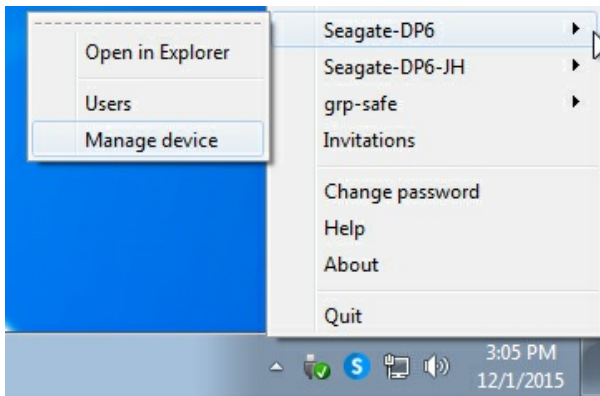 Open in Explorer
Users
Manage device
Seagate-DP6
Seagate-DP6-JH
grp-safe
Invitations
Change password
Help
About
Quit
S
3:05 PM
12/1/2015